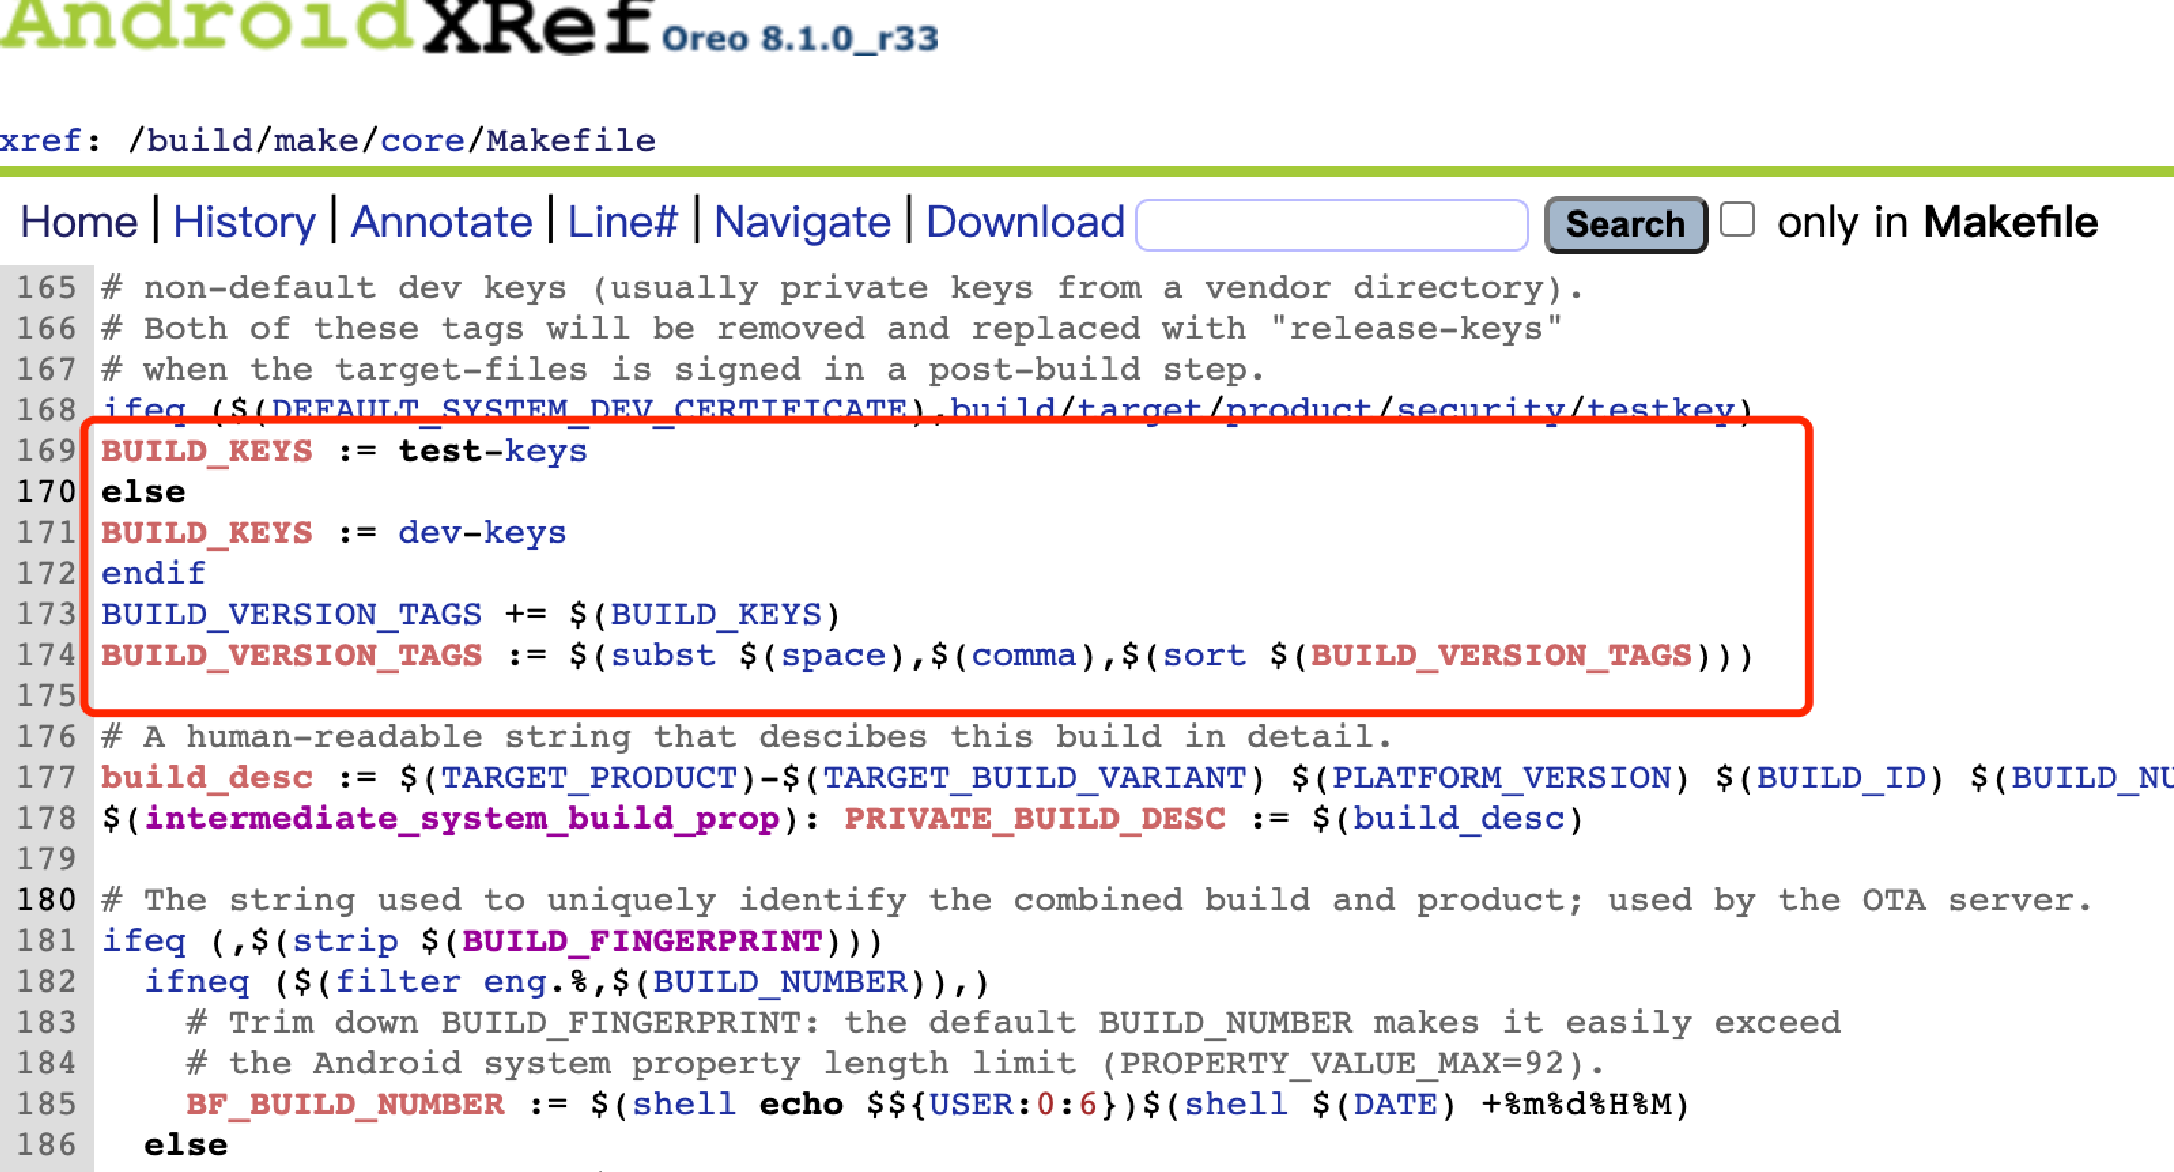 AndroidXRef Oreo 8.1.0_r33
xref: /build/make/core/Makefile
Home | History | Annotate | Line# | Navigate | Download Search only in Makefile
165 # non-default dev keys (usually private keys from a vendor directory).
166 # Both of these tags will be removed and replaced with "release-keys"
167 # when the target-files is signed in a post-build step.
168 ifeq ($(DEFAULT_SYSTEM_DEV_CERTIFICATE),build/target/product/security/testkey)
169 BUILD_KEYS := test-keys
170 else
171 BUILD_KEYS := dev-keys
172 endif
173 BUILD_VERSION_TAGS += $(BUILD_KEYS)
174 BUILD_VERSION_TAGS := $(subst $(space),$(comma),$(sort $(BUILD_VERSION_TAGS)))
175
176 # A human-readable string that descibes this build in detail.
177 build_desc := $(TARGET_PRODUCT)-$(TARGET_BUILD_VARIANT) $(PLATFORM_VERSION) $(BUILD_ID) $(BUILD_NU
178 $(intermediate_system_build_prop): PRIVATE_BUILD_DESC := $(build_desc)
179
180 # The string used to uniquely identify the combined build and product; used by the OTA server.
181 ifeq (,$(strip $(BUILD_FINGERPRINT)))
182   ifneq ($(filter eng.%,$(BUILD_NUMBER)),)
183     # Trim down BUILD_FINGERPRINT: the default BUILD_NUMBER makes it easily exceed
184     # the Android system property length limit (PROPERTY_VALUE_MAX=92).
185     BF_BUILD_NUMBER := $(shell echo $${USER:0:6})$(shell $(DATE) +%m%d%H%M)
186   else